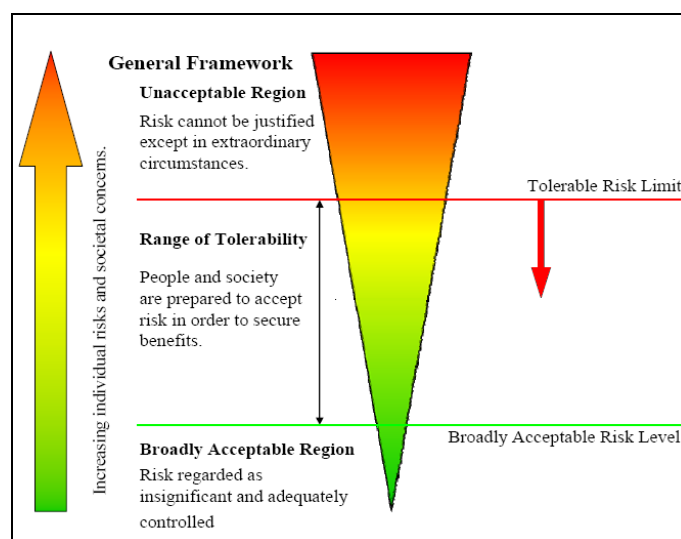 General Framework
Unacceptable Region
Risk cannot be justified
except in extraordinary
circumstances.
Tolerable Risk Limit
Range of Tolerability
People and society
are prepared to accept
risk in order to secure
benefits.
Broadly Acceptable Risk Level
Broadly Acceptable Region
Risk regarded as
insignificant and adequately
controlled
Increasing individual risks and societal concerns.